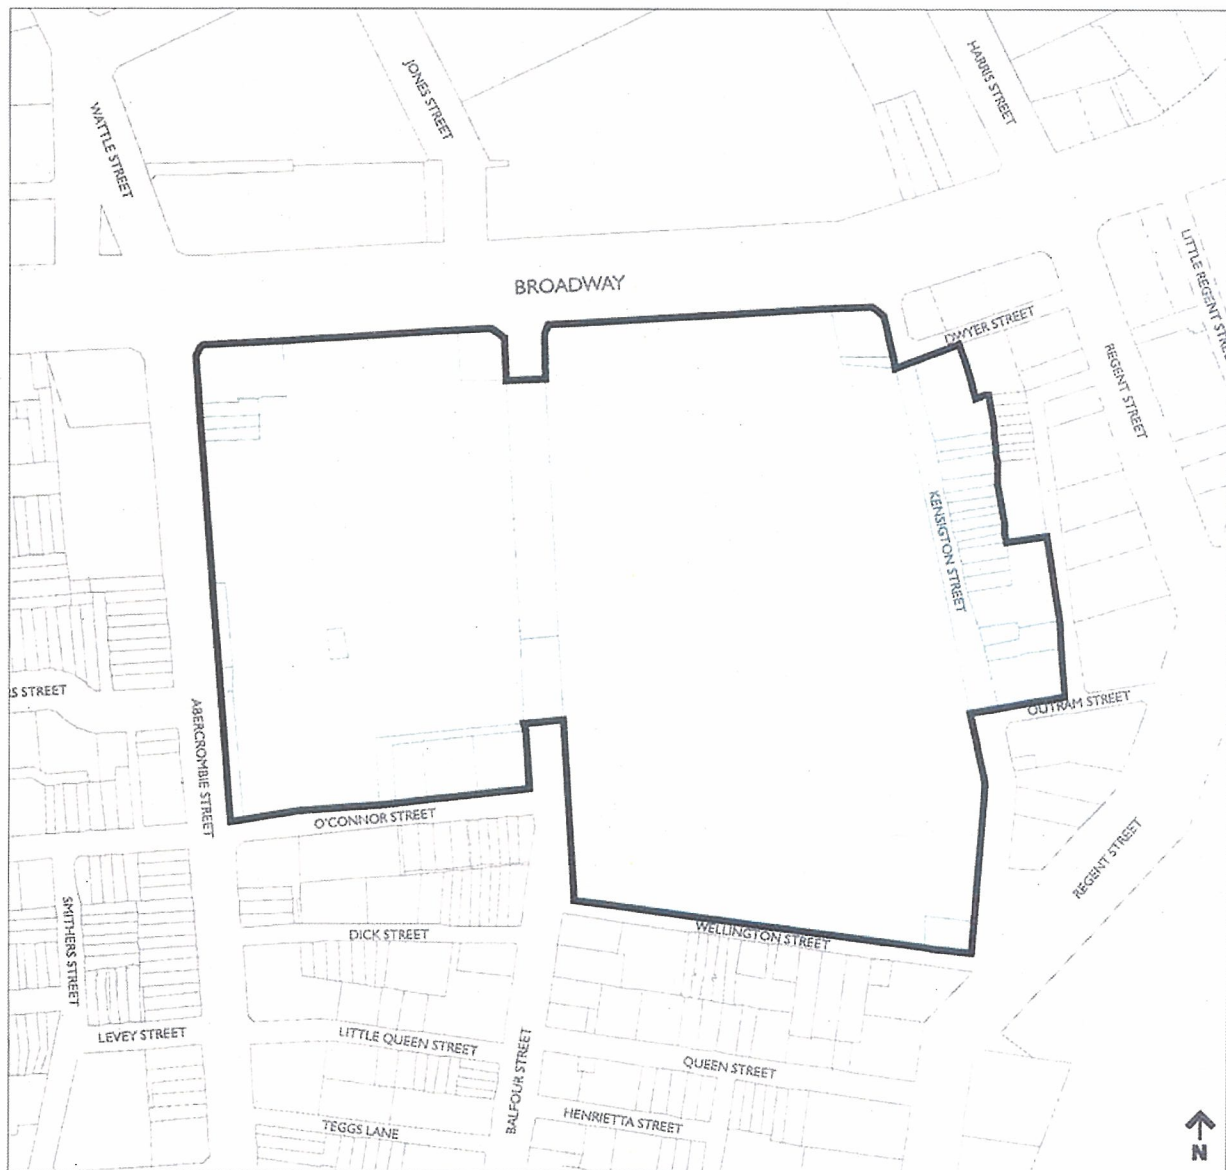 HARRIS STREET
JONES STREET
WATTLE STREET
LITTLE REGENT STREE
BROADWAY
DWYER STREET
REGENT STREET
KENSIGTON STREET
S STREET
ABERCROMBIE STREET
OUTRAM STREET
O'CONNOR STREET
REGENT STREET
SMITHERS STREET
DICK STREET
WELLINGTON STREET
LEVEY STREET
LITTLE QUEEN STREET
BALFOUR STREET
QUEEN STREET
HENRIETTA STREET
TEGGS LANE
N